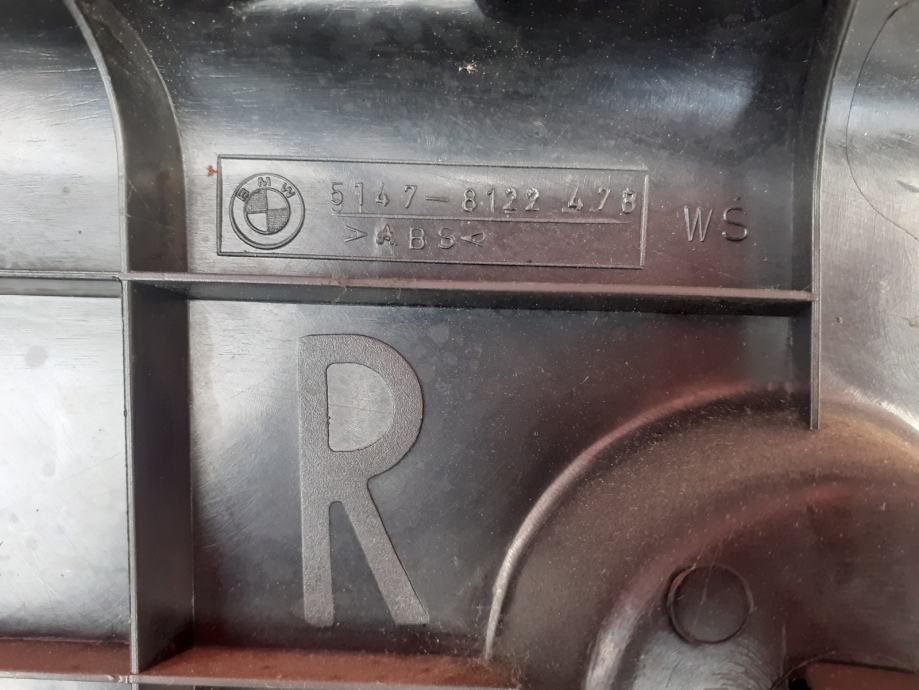 BMW
5147-8122 478
>ABS<
WS
R